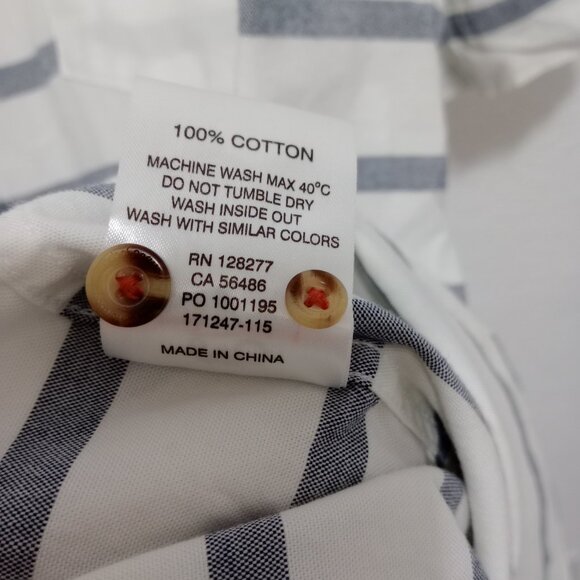 100% COTTON
MACHINE WASH MAX 40°C
DO NOT TUMBLE DRY
WASH INSIDE OUT
WASH WITH SIMILAR COLORS
RN 128277
CA 56486
PO 1001195
171247-115
MADE IN CHINA